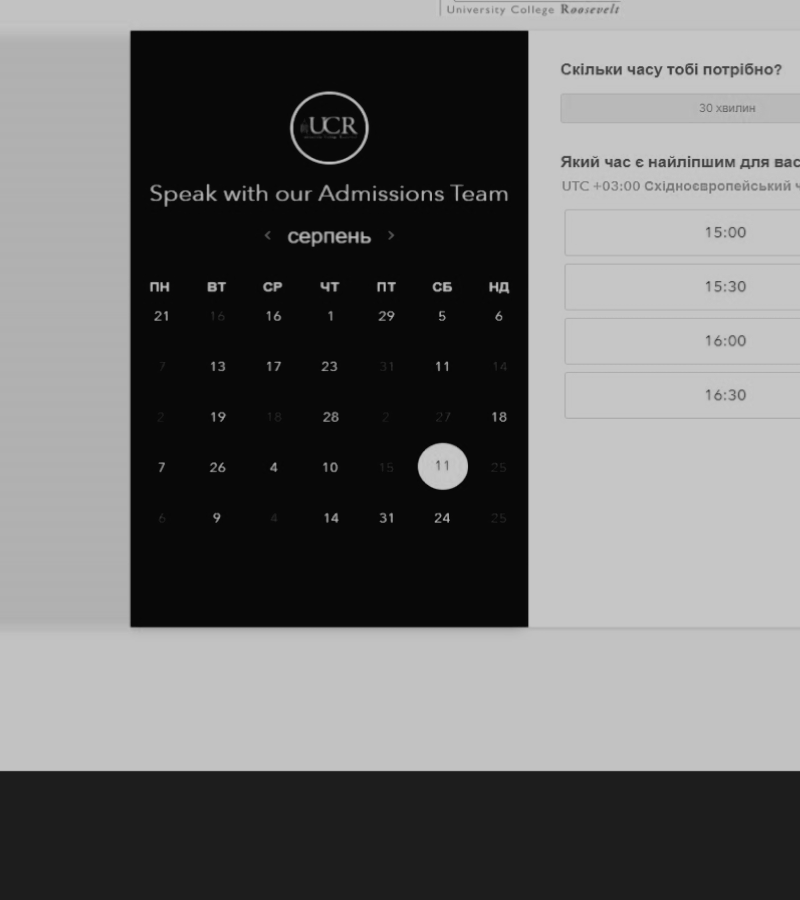 University College Roosevelt
UCR
Speak with our Admissions Team
‹ серпень ›
ПН ВТ СР ЧТ ПТ СБ НД
21 16 16 1 29 5 6
7 13 17 23 31 11 14
2 19 18 28 2 27 18
7 26 4 10 15 11 25
6 9 4 14 31 24 25
Скільки часу тобі потрібно?
30 хвилин
Який час є найліпшим для вас
UTC +03:00 Східноєвропейський ч
15:00
15:30
16:00
16:30